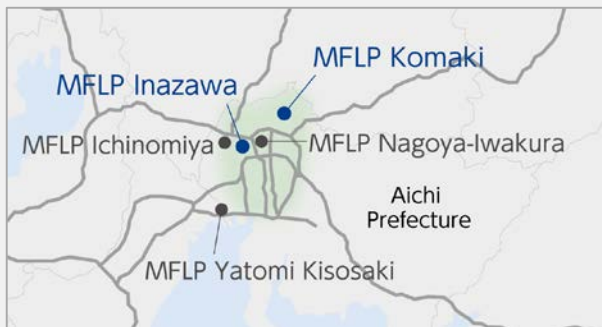 MFLP Komaki
MFLP Inazawa
MFLP Ichinomiya
MFLP Nagoya-Iwakura
Aichi
Prefecture
MFLP Yatomi Kisosaki